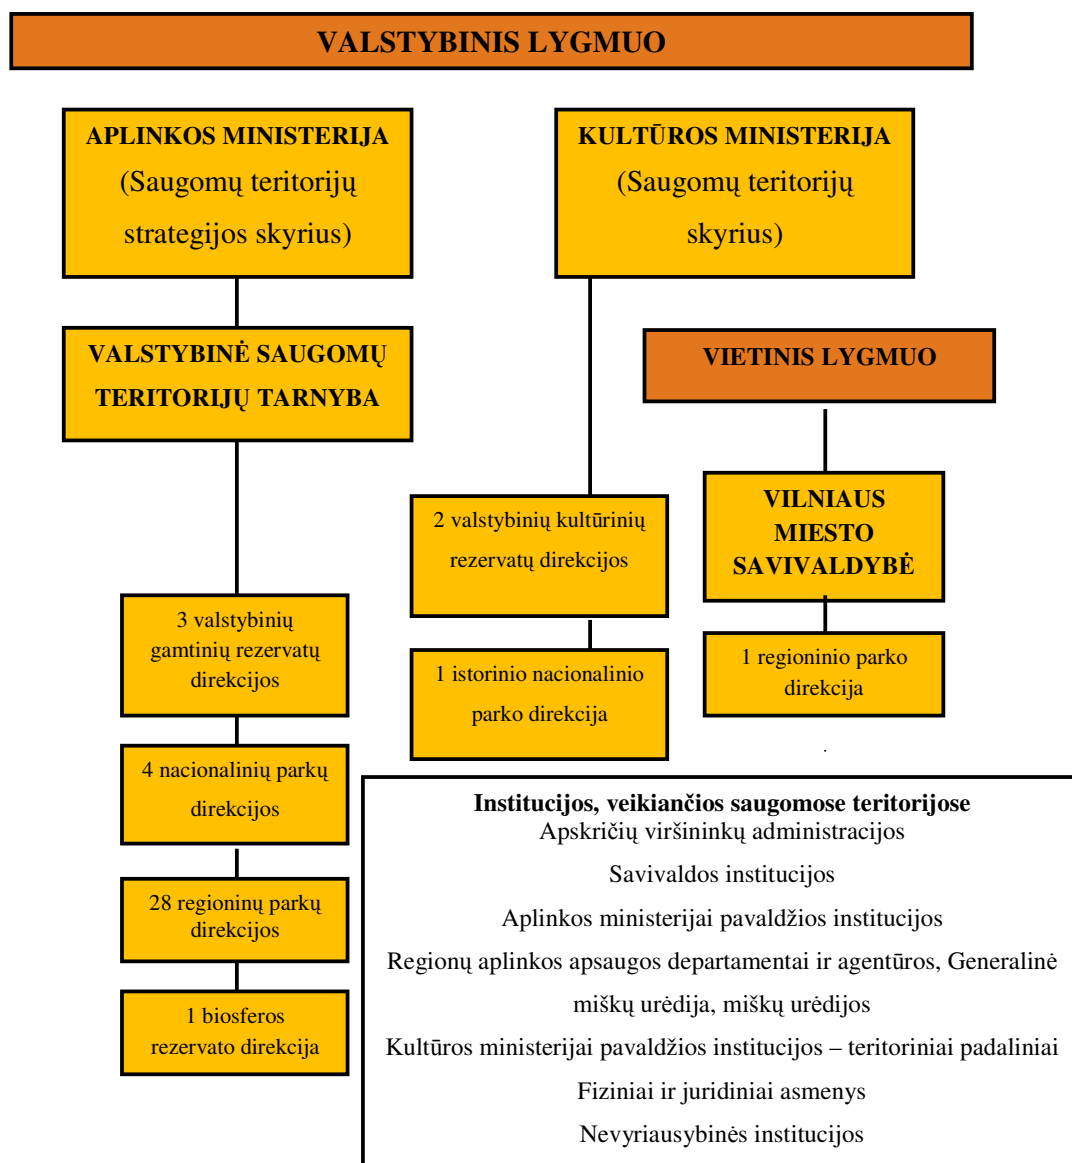 VALSTYBINIS LYGMUO
APLINKOS MINISTERIJA
(Saugomų teritorijų
strategijos skyrius)
KULTŪROS MINISTERIJA
(Saugomų teritorijų
skyrius)
VALSTYBINĖ SAUGOMŲ
TERITORIJŲ TARNYBA
VIETINIS LYGMUO
2 valstybinių kultūrinių
rezervatų direkcijos
VILNIAUS
MIESTO
SAVIVALDYBĖ
3 valstybinių
gamtinių rezervatų
direkcijos
1 istorinio nacionalinio
parko direkcija
1 regioninio parko
direkcija
4 nacionalinių parkų
direkcijos
28 regioninų parkų
direkcijos
1 biosferos
rezervato direkcija
Institucijos, veikiančios saugomose teritorijose
Apskričių viršininkų administracijos
Savivaldos institucijos
Aplinkos ministerijai pavaldžios institucijos
Regionų aplinkos apsaugos departamentai ir agentūros, Generalinė
miškų urėdija, miškų urėdijos
Kultūros ministerijai pavaldžios institucijos – teritoriniai padaliniai
Fiziniai ir juridiniai asmenys
Nevyriausybinės institucijos